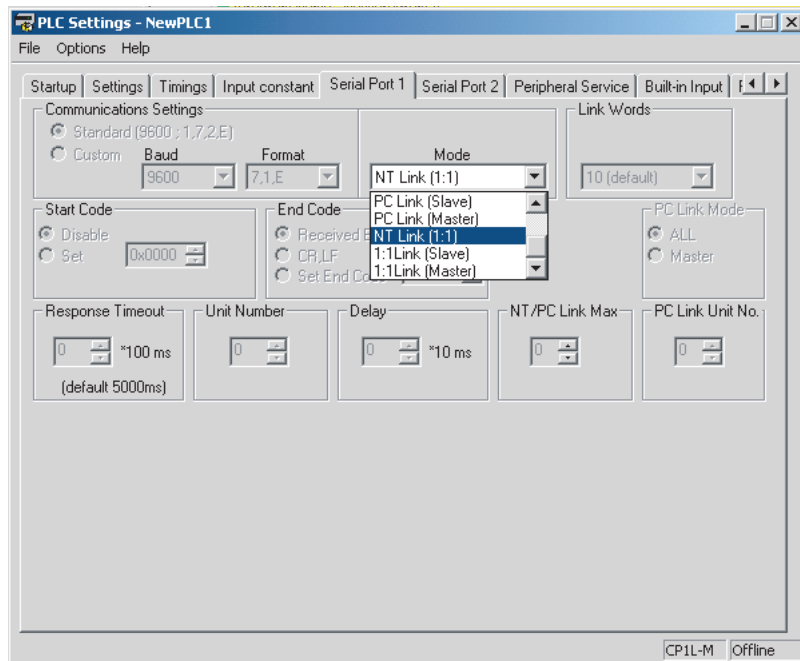 PLC Settings - NewPLC1
File Options Help
Startup Settings Timings Input constant Serial Port 1 Serial Port 2 Peripheral Service Built-in Input
Communications Settings
Link Words
Standard (9600 ; 1,7,2,E)
Custom Baud Format Mode
9600 7,1,E NT Link (1:1) 10 (default)
PC Link (Slave)
PC Link (Master)
NT Link (1:1)
1:1Link (Slave)
1:1Link (Master)
Start Code
Disable
Set 0x0000
End Code
Received
CR,LF
Set End
PC Link Mode
ALL
Master
Response Timeout Unit Number Delay NT/PC Link Max PC Link Unit No.
0 *100 ms 0 0 *10 ms 0 0
(default 5000ms)
CP1L-M Offline